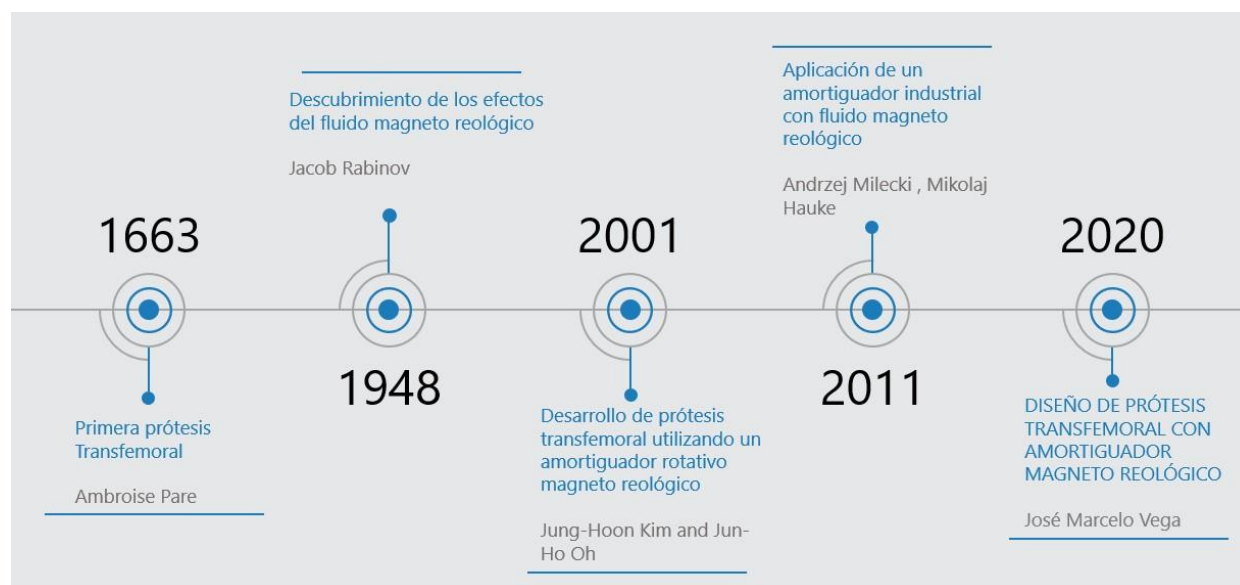 1663
Primera prótesis
Transfemoral
Ambroise Pare
Descubrimiento de los efectos
del fluido magneto reológico
Jacob Rabinov
1948
2001
Desarrollo de prótesis
transfemoral utilizando un
amortiguador rotativo
magneto reológico
Jung-Hoon Kim and Jun-
Ho Oh
Aplicación de un
amortiguador industrial
con fluido magneto
reológico
Andrzej Milecki , Mikolaj
Hauke
2011
2020
DISEÑO DE PRÓTESIS
TRANSFEMORAL CON
AMORTIGUADOR
MAGNETO REOLÓGICO
José Marcelo Vega